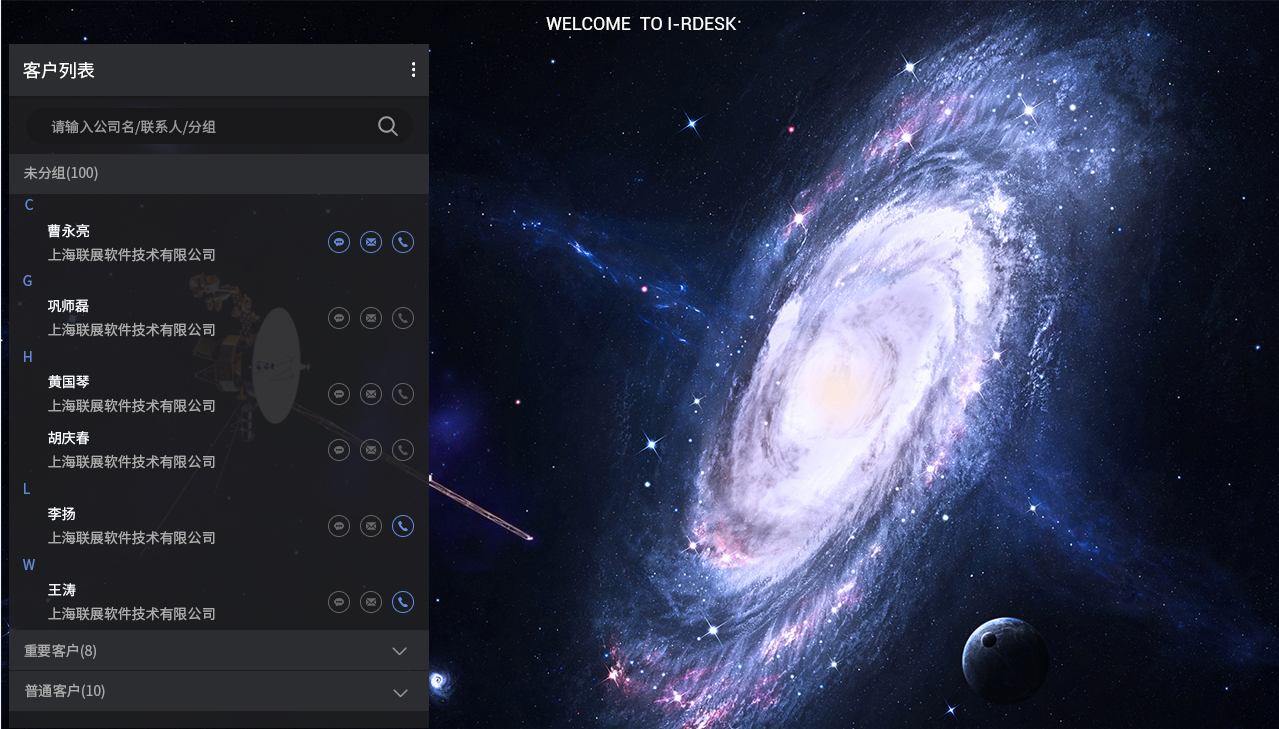 WELCOME TO I-RDESK
客户列表
请输入公司名/联系人/分组
未分组(100)
C
曹永亮
上海联展软件技术有限公司
G
巩师磊
上海联展软件技术有限公司
H
黄国琴
上海联展软件技术有限公司
胡庆春
上海联展软件技术有限公司
L
李扬
上海联展软件技术有限公司
W
王涛
上海联展软件技术有限公司
重要客户(8)
普通客户(10)